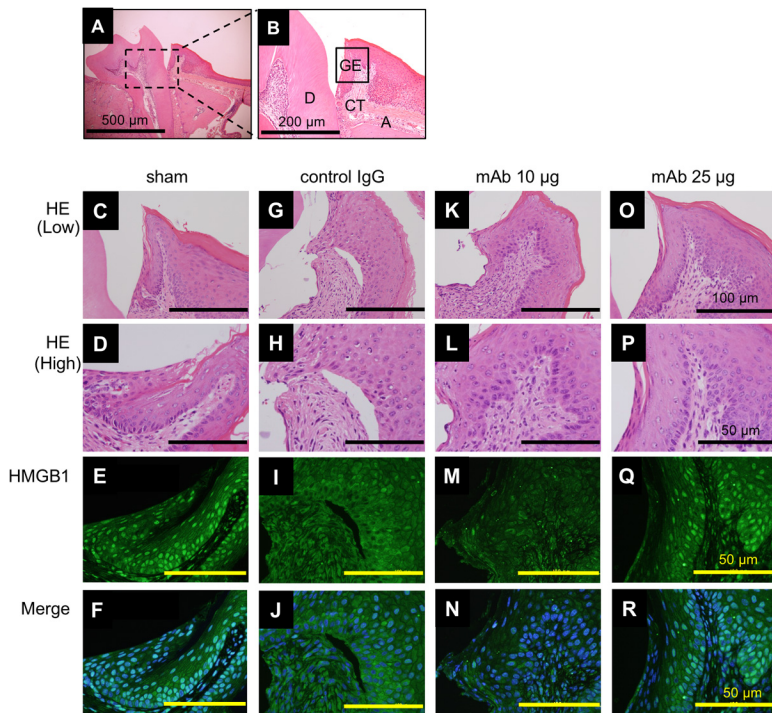 A
B
GE
D
CT
A
500 µm
200 µm
sham
control IgG
mAb 10 µg
mAb 25 µg
HE
(Low)
C
G
K
O
100 µm
HE
(High)
D
H
L
P
50 µm
HMGB1
E
I
M
Q
50 µm
Merge
F
J
N
R
50 µm